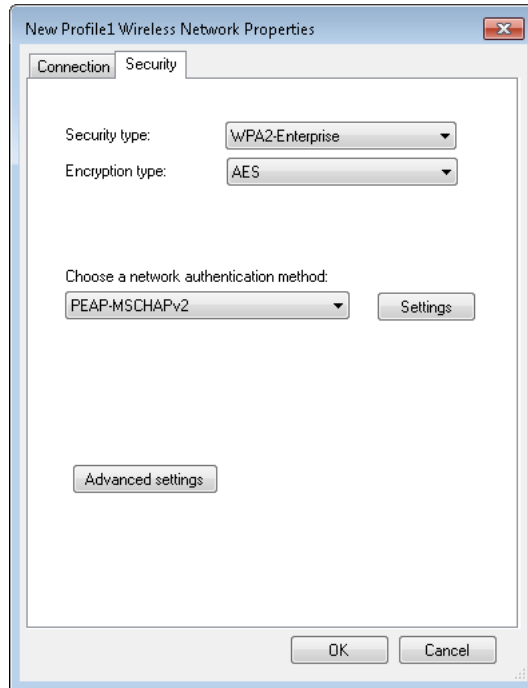 New Profile1 Wireless Network Properties
Connection Security
Security type: WPA2-Enterprise
Encryption type: AES
Choose a network authentication method:
PEAP-MSCHAPv2 Settings
Advanced settings
OK Cancel